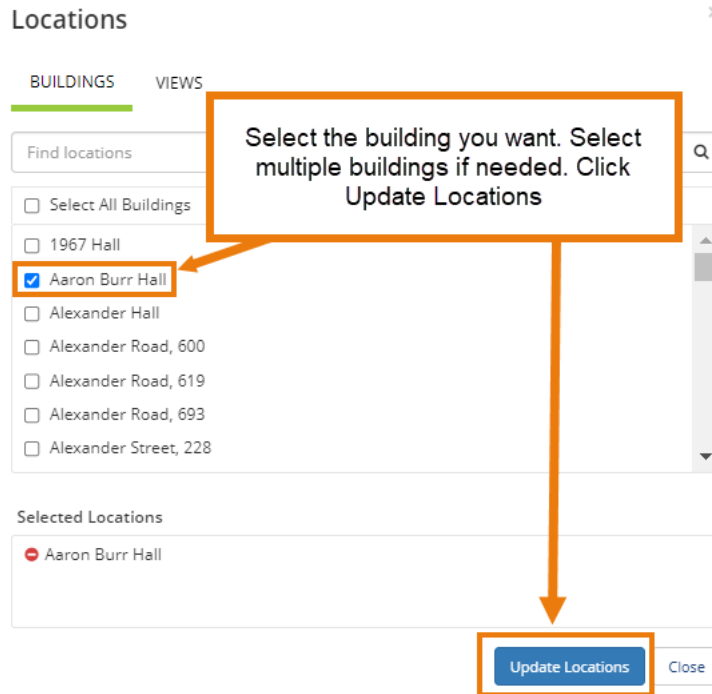 Locations
BUILDINGS VIEWS
Find locations
Select the building you want. Select
multiple buildings if needed. Click
Update Locations
Select All Buildings
1967 Hall
Aaron Burr Hall
Alexander Hall
Alexander Road, 600
Alexander Road, 619
Alexander Road, 693
Alexander Street, 228
Selected Locations
Aaron Burr Hall
Update Locations Close